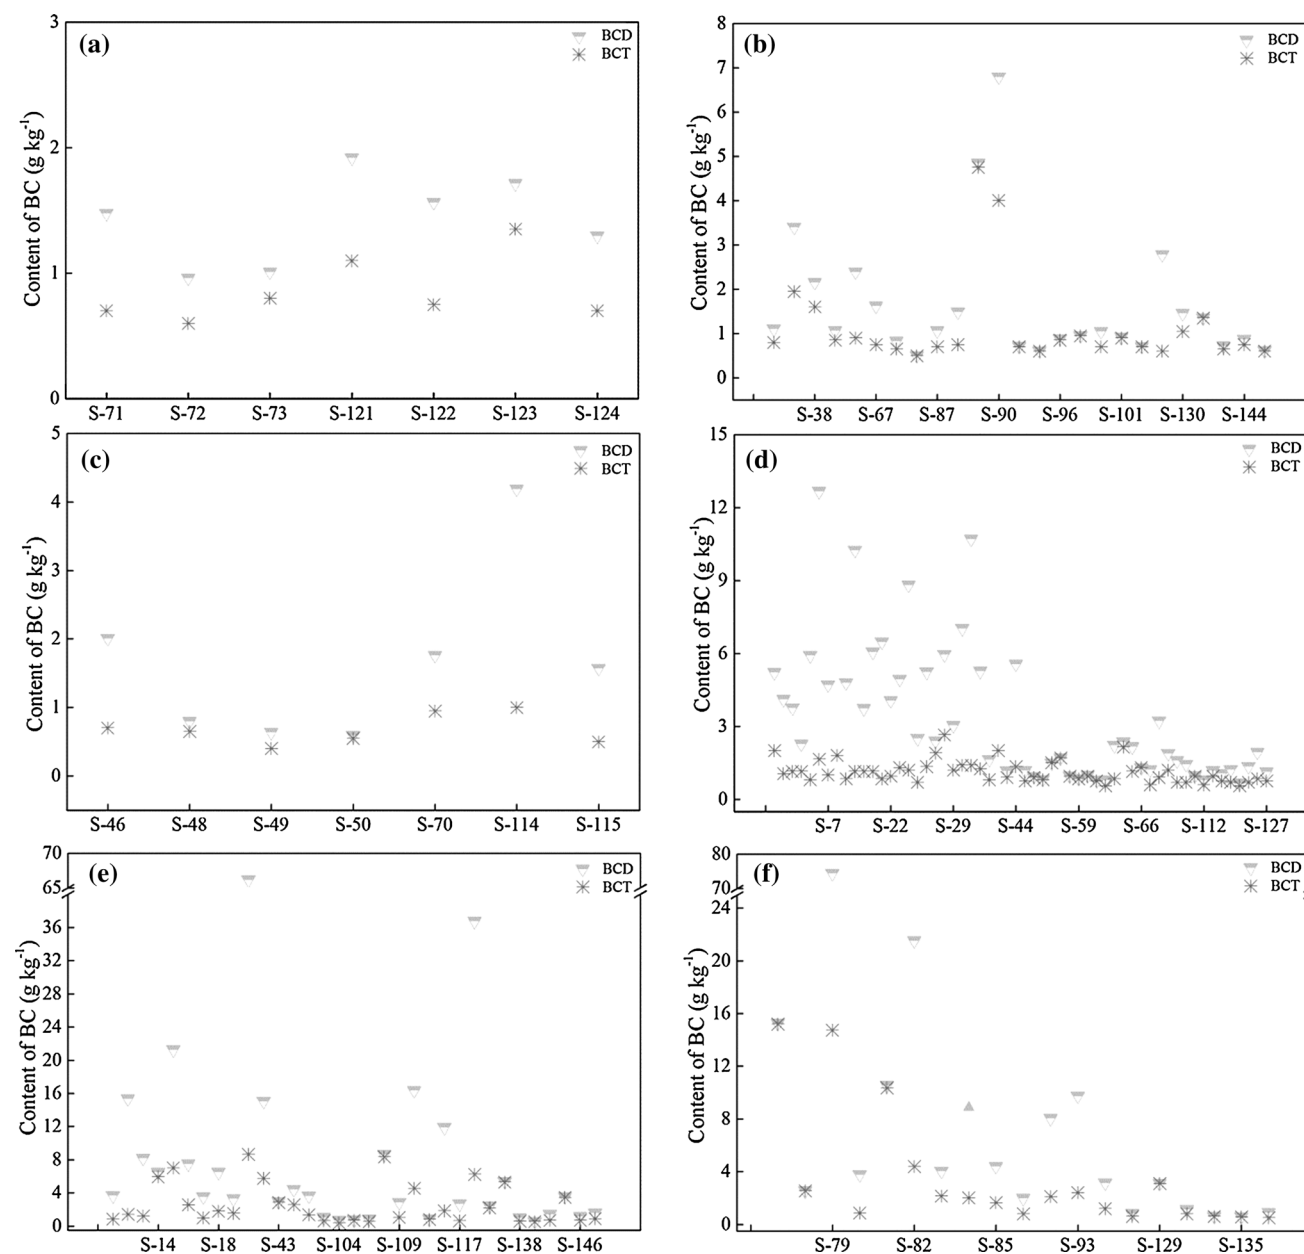 (a)
BCD
BCT
Content of BC (g kg-1)
3
2
1
0
S-71 S-72 S-73 S-121 S-122 S-123 S-124
(b)
BCD
BCT
Content of BC (g kg-1)
8
7
6
5
4
3
2
1
0
S-38 S-67 S-87 S-90 S-96 S-101 S-130 S-144
(c)
BCD
BCT
Content of BC (g kg-1)
5
4
3
2
1
0
S-46 S-48 S-49 S-50 S-70 S-114 S-115
(d)
BCD
BCT
Content of BC (g kg-1)
15
12
9
6
3
0
S-7 S-22 S-29 S-44 S-59 S-66 S-112 S-127
(e)
BCD
BCT
Content of BC (g kg-1)
70
65
36
32
28
24
20
16
12
8
4
0
S-14 S-18 S-43 S-104 S-109 S-117 S-138 S-146
(f)
BCD
BCT
Content of BC (g kg-1)
80
70
24
20
16
12
8
4
0
S-79 S-82 S-85 S-93 S-129 S-135